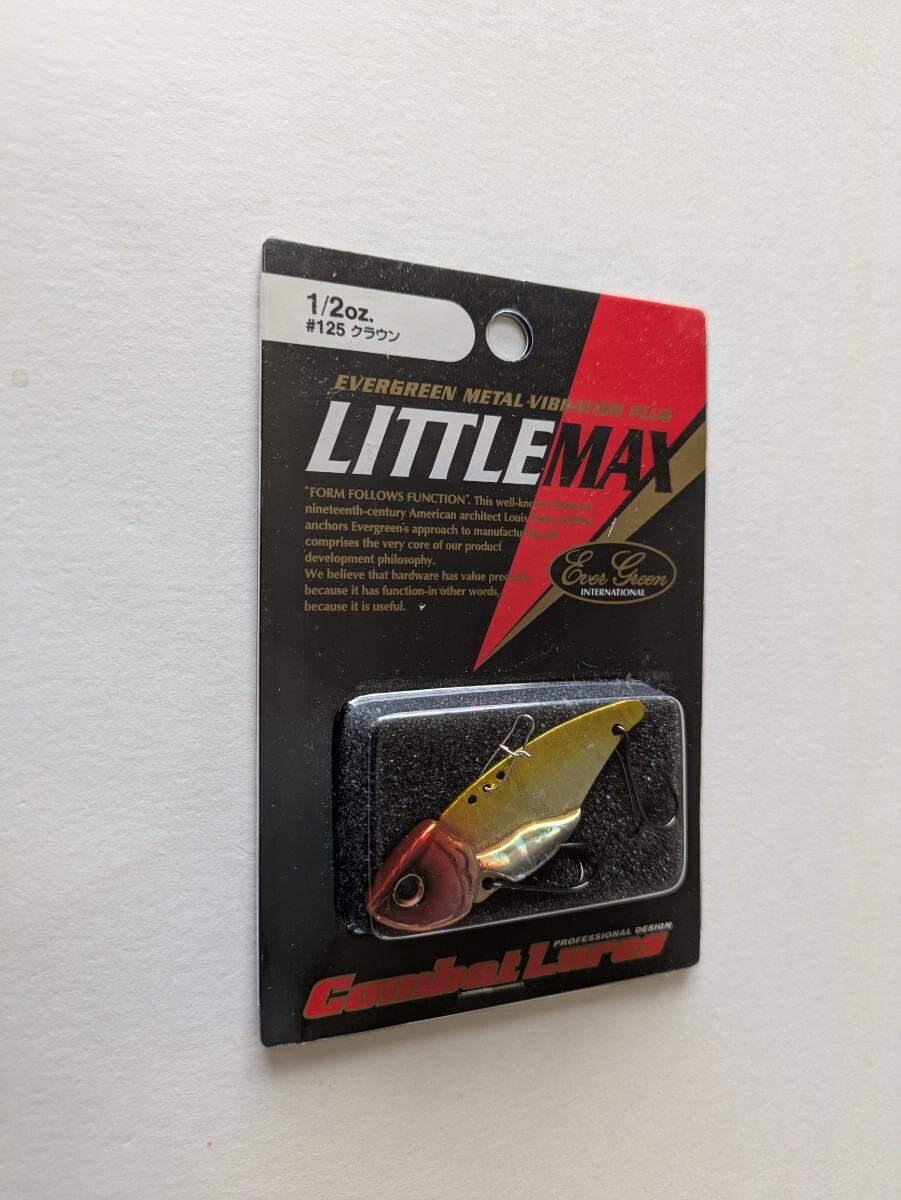 1/2oz.
#125 クラウン
EVERGREEN METAL VIBRATION PLUS
LITTLEMAX
"FORM FOLLOWS FUNCTION". This well-known
nineteenth-century American architect Louis
anchors Evergreen's approach to manufacturing
comprises the very core of our product
development philosophy.
We believe that hardware has value precisely
because it has function-in other words,
because it is useful.
Ever Green
INTERNATIONAL
PROFESSIONAL DESIGN
Combat Lures